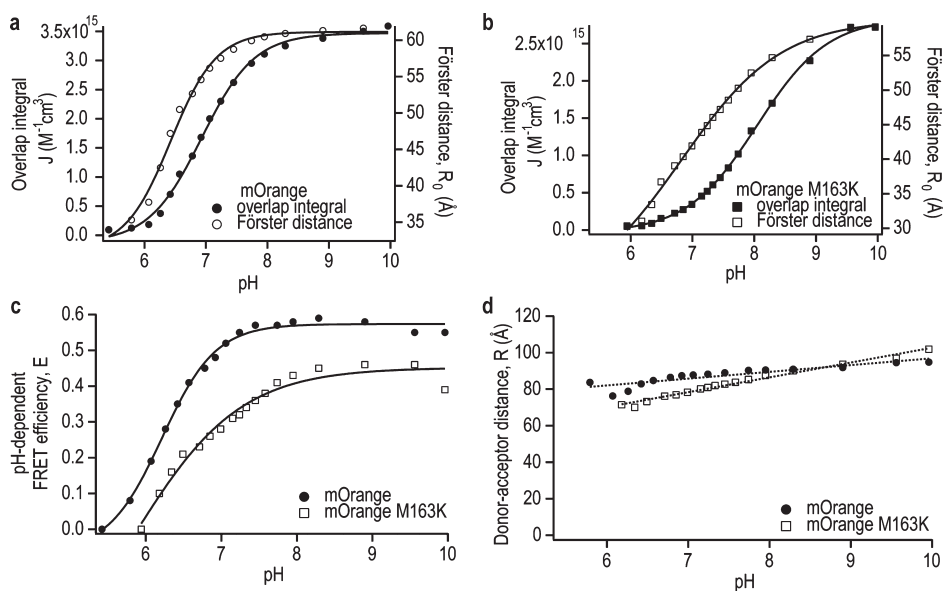 a
3.5x10 15
3.0
2.5
2.0
1.5
1.0
0.5
0.0
Overlap integral
J (M-1cm3)
60
55
50
45
40
35
Förster distance, R0 (Å)
mOrange
overlap integral
Förster distance
6 7 8 9 10
pH
b
2.5x10 15
2.0
1.5
1.0
0.5
0.0
Overlap integral
J (M-1cm3)
55
50
45
40
35
30
Förster distance, R0 (Å)
mOrange M163K
overlap integral
Förster distance
6 7 8 9 10
pH
c
0.6
0.5
0.4
0.3
0.2
0.1
0.0
pH-dependent
FRET efficiency, E
mOrange
mOrange M163K
6 7 8 9 10
pH
d
120
100
80
60
40
20
0
Donor-acceptor distance, R (Å)
mOrange
mOrange M163K
6 7 8 9 10
pH